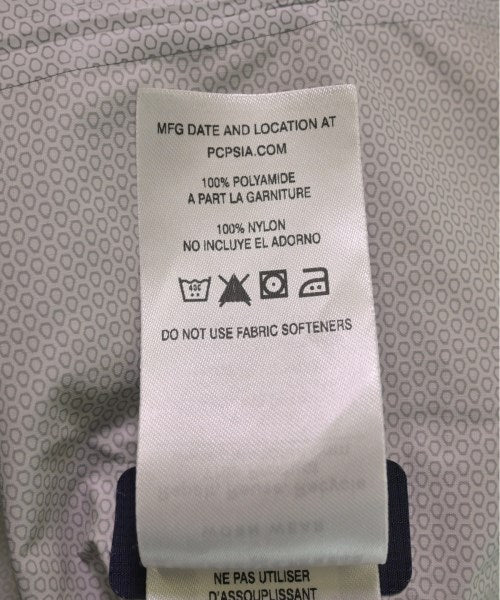 MFG DATE AND LOCATION AT
PCPSIA.COM
100% POLYAMIDE
A PART LA GARNITURE
100% NYLON
NO INCLUYE EL ADORNO
40C
DO NOT USE FABRIC SOFTENERS
NE PAS UTILISER
D'ASSOUPLISSANT